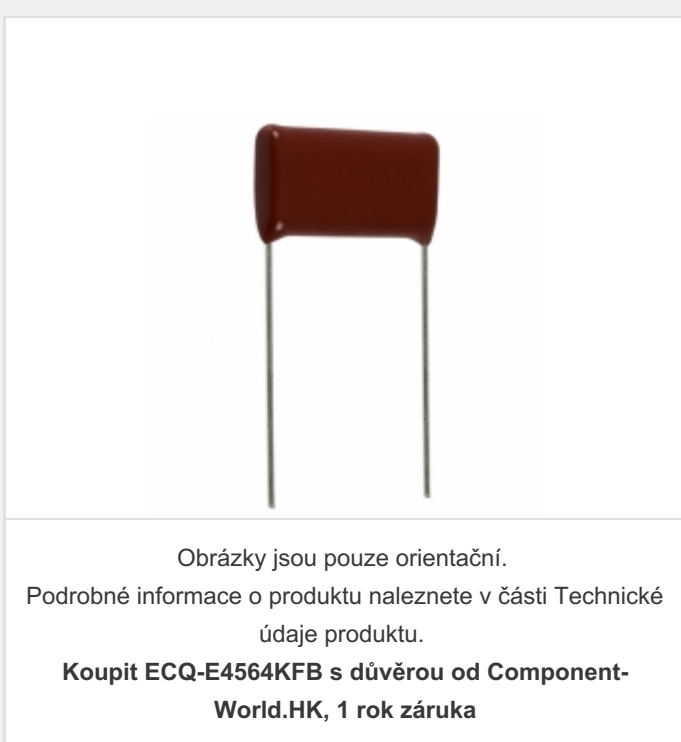 Obrázky jsou pouze orientační.
Podrobné informace o produktu naleznete v části Technické
údaje produktu.
Koupit ECQ-E4564KFB s důvěrou od Component-
World.HK, 1 rok záruka